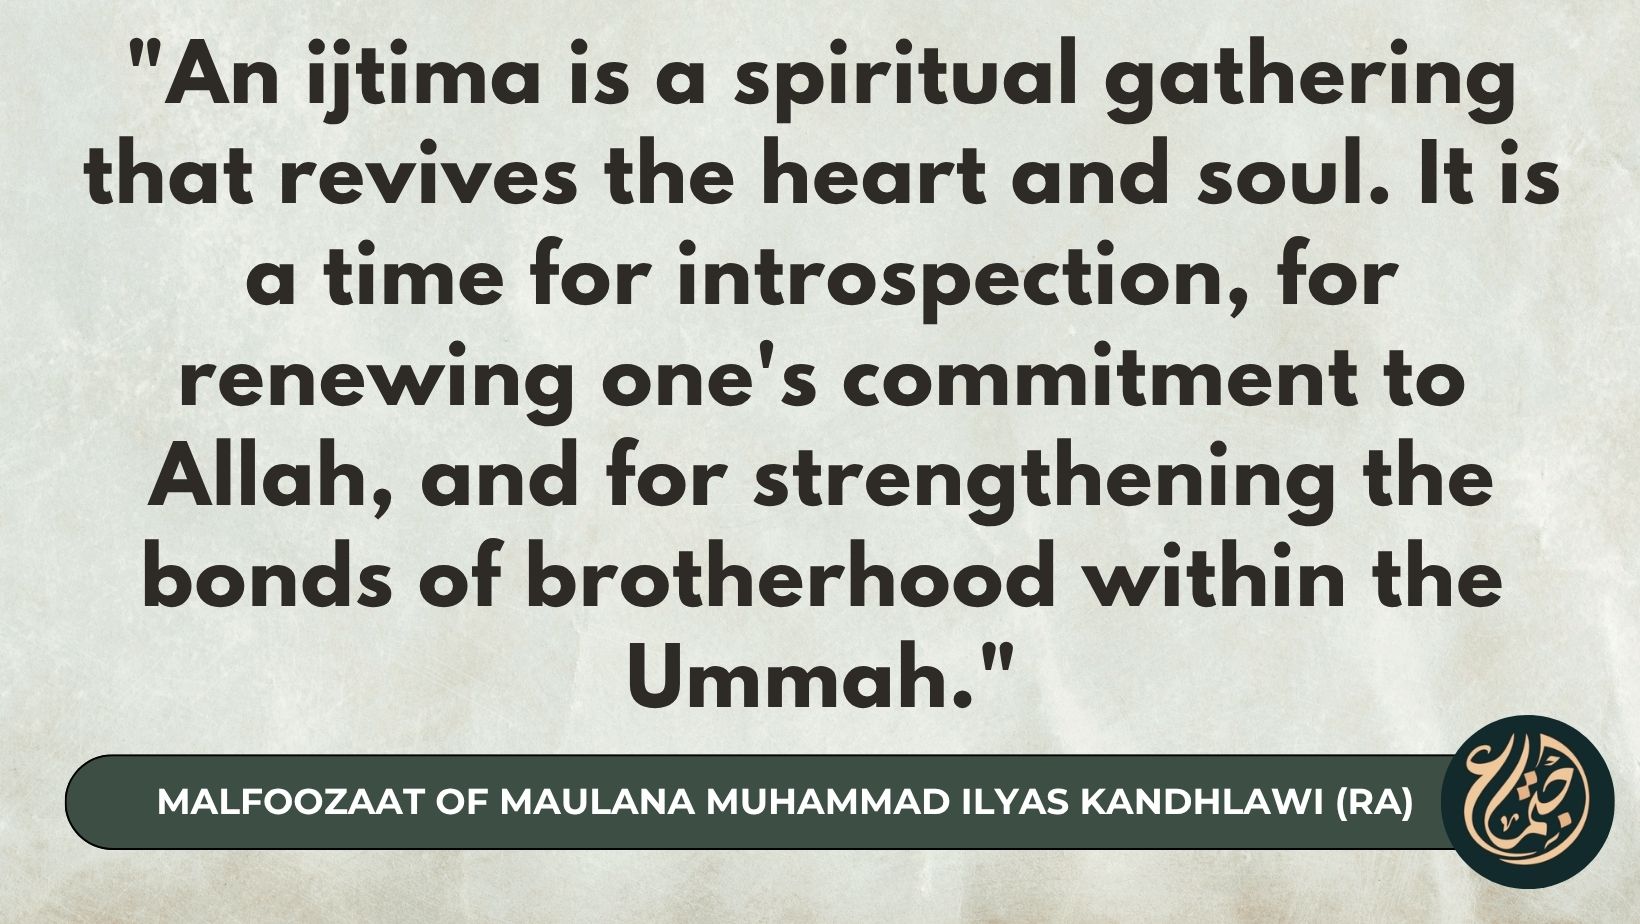 "An ijtima is a spiritual gathering
that revives the heart and soul. It is
a time for introspection, for
renewing one's commitment to
Allah, and for strengthening the
bonds of brotherhood within the
Ummah."
MALFOOZAAT OF MAULANA MUHAMMAD ILYAS KANDHLAWI (RA)
اجتماع